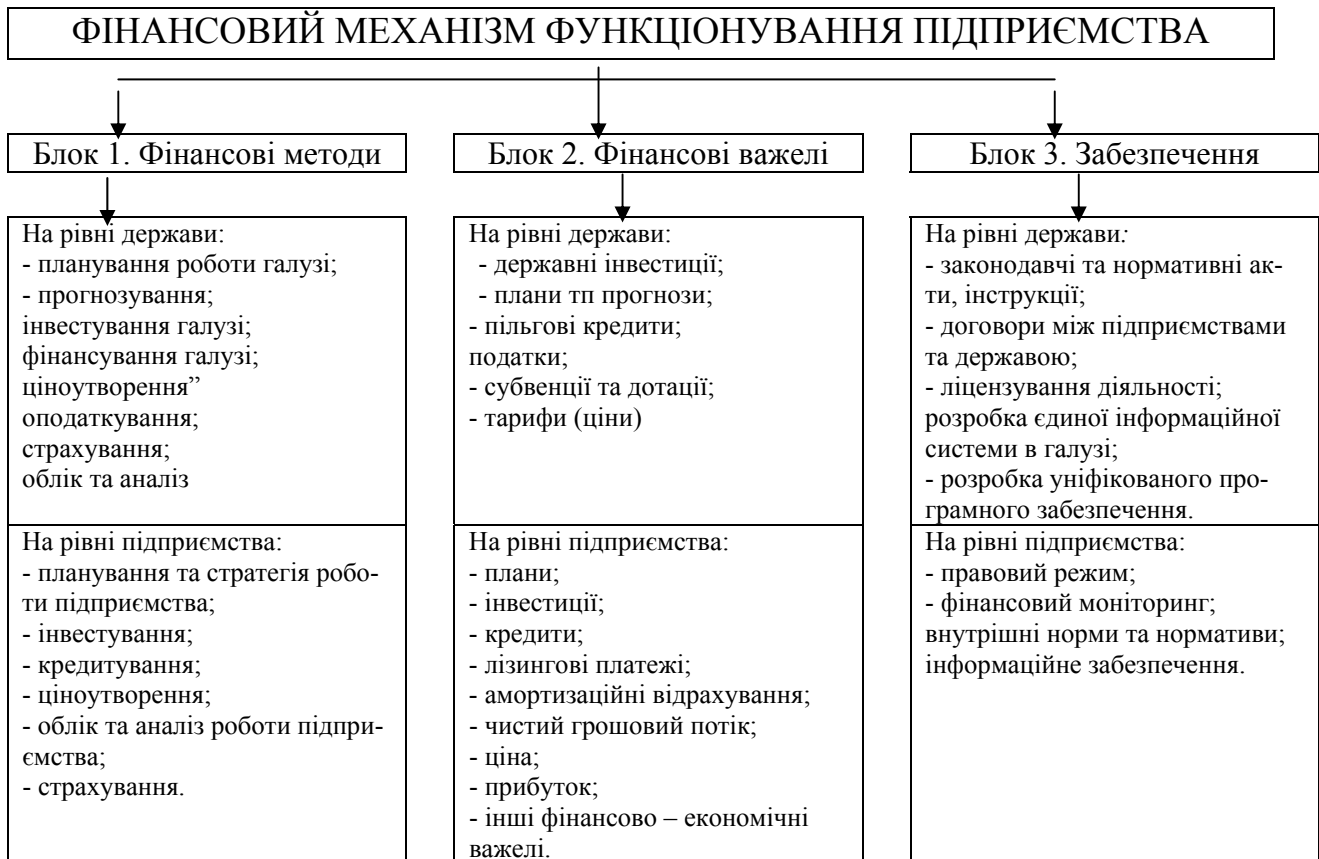 ФІНАНСОВИЙ МЕХАНІЗМ ФУНКЦІОНУВАННЯ ПІДПРИЄМСТВА
Блок 1. Фінансові методи
На рівні держави:
- планування роботи галузі;
- прогнозування;
інвестування галузі;
фінансування галузі;
ціноутворення”
оподаткування;
страхування;
облік та аналіз
На рівні підприємства:
- планування та стратегія робо-
ти підприємства;
- інвестування;
- кредитування;
- ціноутворення;
- облік та аналіз роботи підпри-
ємства;
- страхування.
Блок 2. Фінансові важелі
На рівні держави:
- державні інвестиції;
- плани тп прогнози;
- пільгові кредити;
податки;
- субвенції та дотації;
- тарифи (ціни)
На рівні підприємства:
- плани;
- інвестиції;
- кредити;
- лізингові платежі;
- амортизаційні відрахування;
- чистий грошовий потік;
- ціна;
- прибуток;
- інші фінансово – економічні
важелі.
Блок 3. Забезпечення
На рівні держави:
- законодавчі та нормативні ак-
ти, інструкції;
- договори між підприємствами
та державою;
- ліцензування діяльності;
розробка єдиної інформаційної
системи в галузі;
- розробка уніфікованого про-
грамного забезпечення.
На рівні підприємства:
- правовий режим;
- фінансовий моніторинг;
внутрішні норми та нормативи;
інформаційне забезпечення.